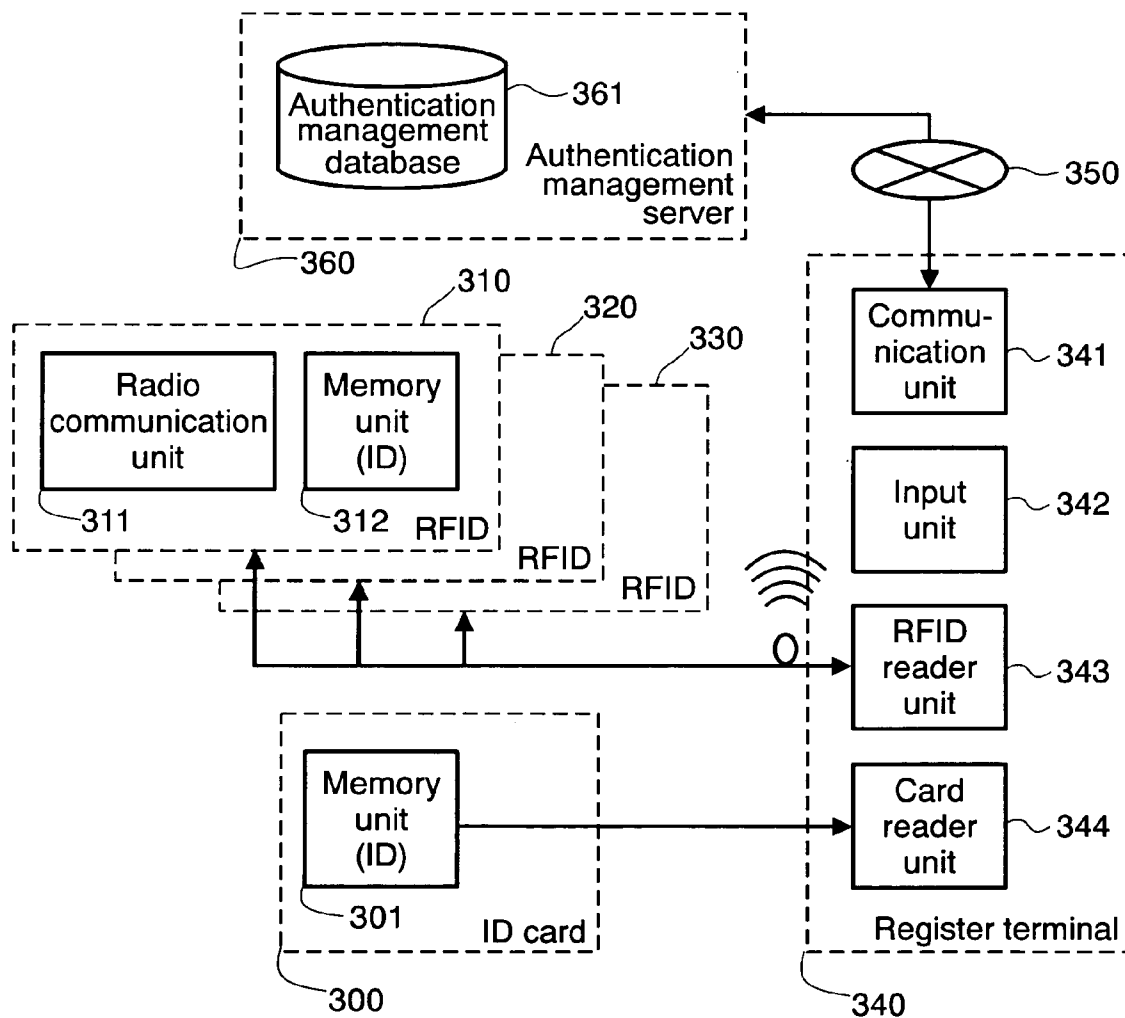 Authentication
management
database
361
Authentication
management
server
360
350
310
320
330
Radio
communication
unit
311
Memory
unit
(ID)
312
RFID
RFID
RFID
Commu-
nication
unit
341
Input
unit
342
RFID
reader
unit
343
Memory
unit
(ID)
301
ID card
300
Card
reader
unit
344
Register terminal
340